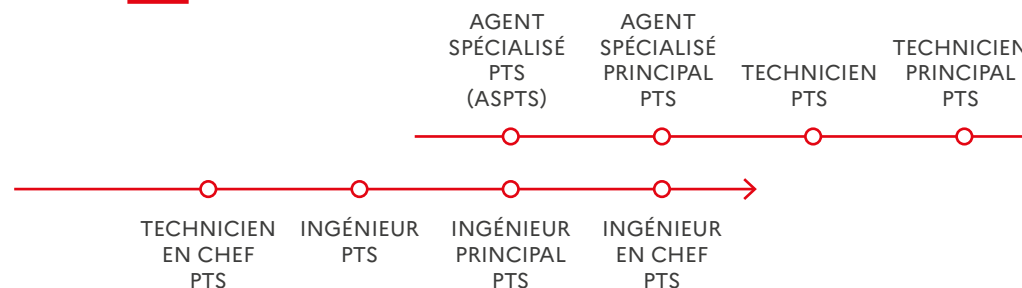 AGENT
SPÉCIALISÉ
PTS
(ASPTS)
AGENT
SPÉCIALISÉ
PRINCIPAL
PTS
TECHNICIEN
PTS
TECHNICIEN
PRINCIPAL
PTS
TECHNICIEN
EN CHEF
PTS
INGÉNIEUR
PTS
INGÉNIEUR
PRINCIPAL
PTS
INGÉNIEUR
EN CHEF
PTS